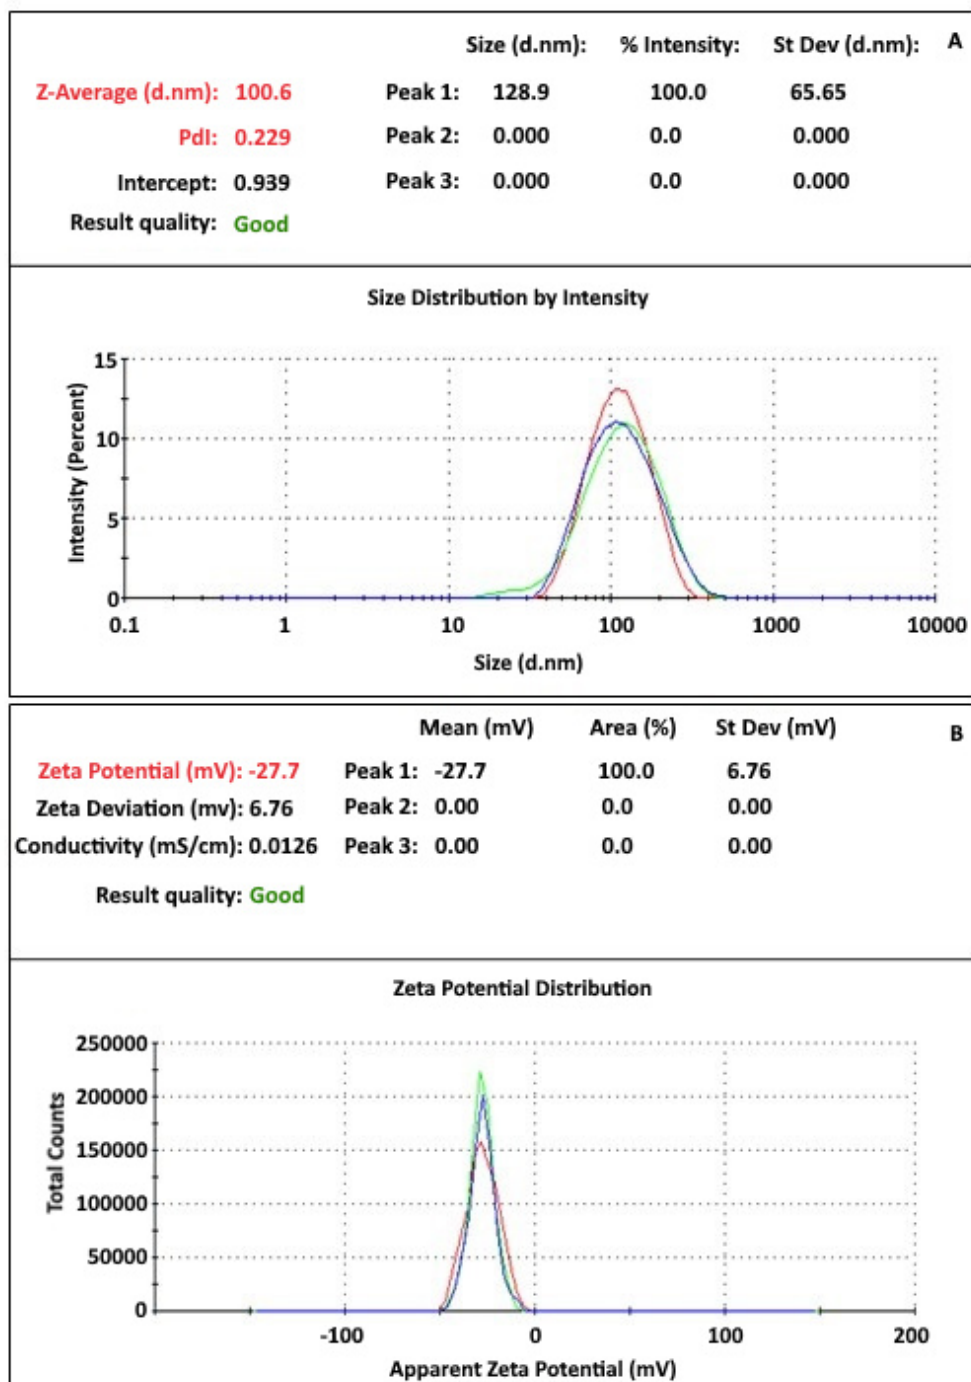 Size (d.nm): % Intensity: St Dev (d.nm): A
Z-Average (d.nm): 100.6 Peak 1: 128.9 100.0 65.65
PdI: 0.229 Peak 2: 0.000 0.0 0.000
Intercept: 0.939 Peak 3: 0.000 0.0 0.000
Result quality: Good
Size Distribution by Intensity
Intensity (Percent)
15
10
5
0
0.1 1 10 100 1000 10000
Size (d.nm)
Mean (mV) Area (%) St Dev (mV) B
Zeta Potential (mV): -27.7 Peak 1: -27.7 100.0 6.76
Zeta Deviation (mv): 6.76 Peak 2: 0.00 0.0 0.00
Conductivity (mS/cm): 0.0126 Peak 3: 0.00 0.0 0.00
Result quality: Good
Zeta Potential Distribution
Total Counts
250000
200000
150000
100000
50000
0
-100 0 100 200
Apparent Zeta Potential (mV)